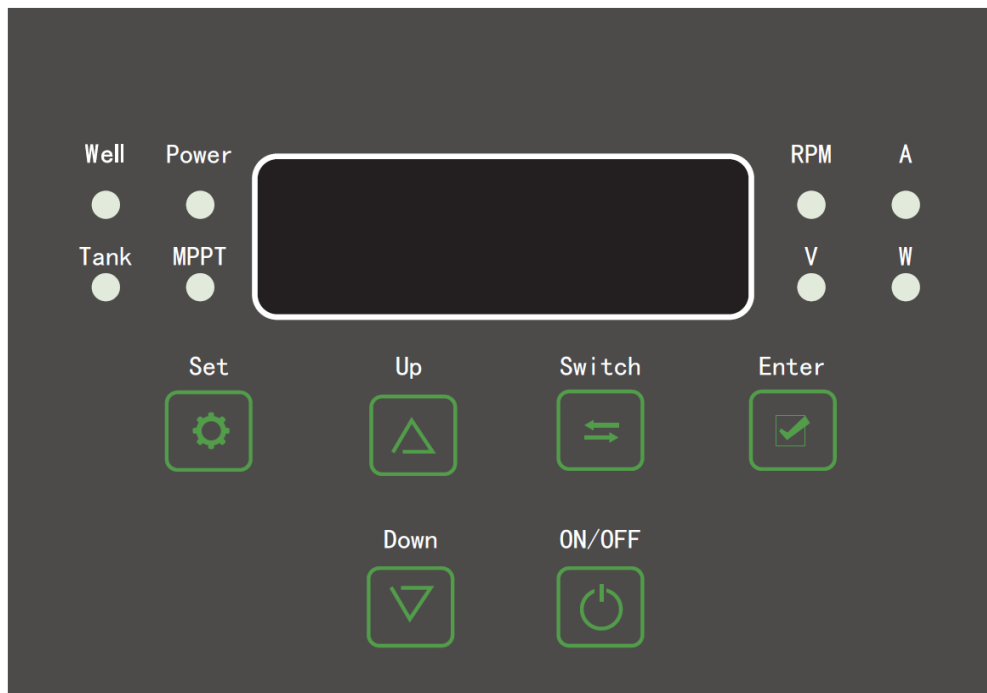 Well Power RPM A
Tank MPPT V W
Set Up Switch Enter
Down ON/OFF